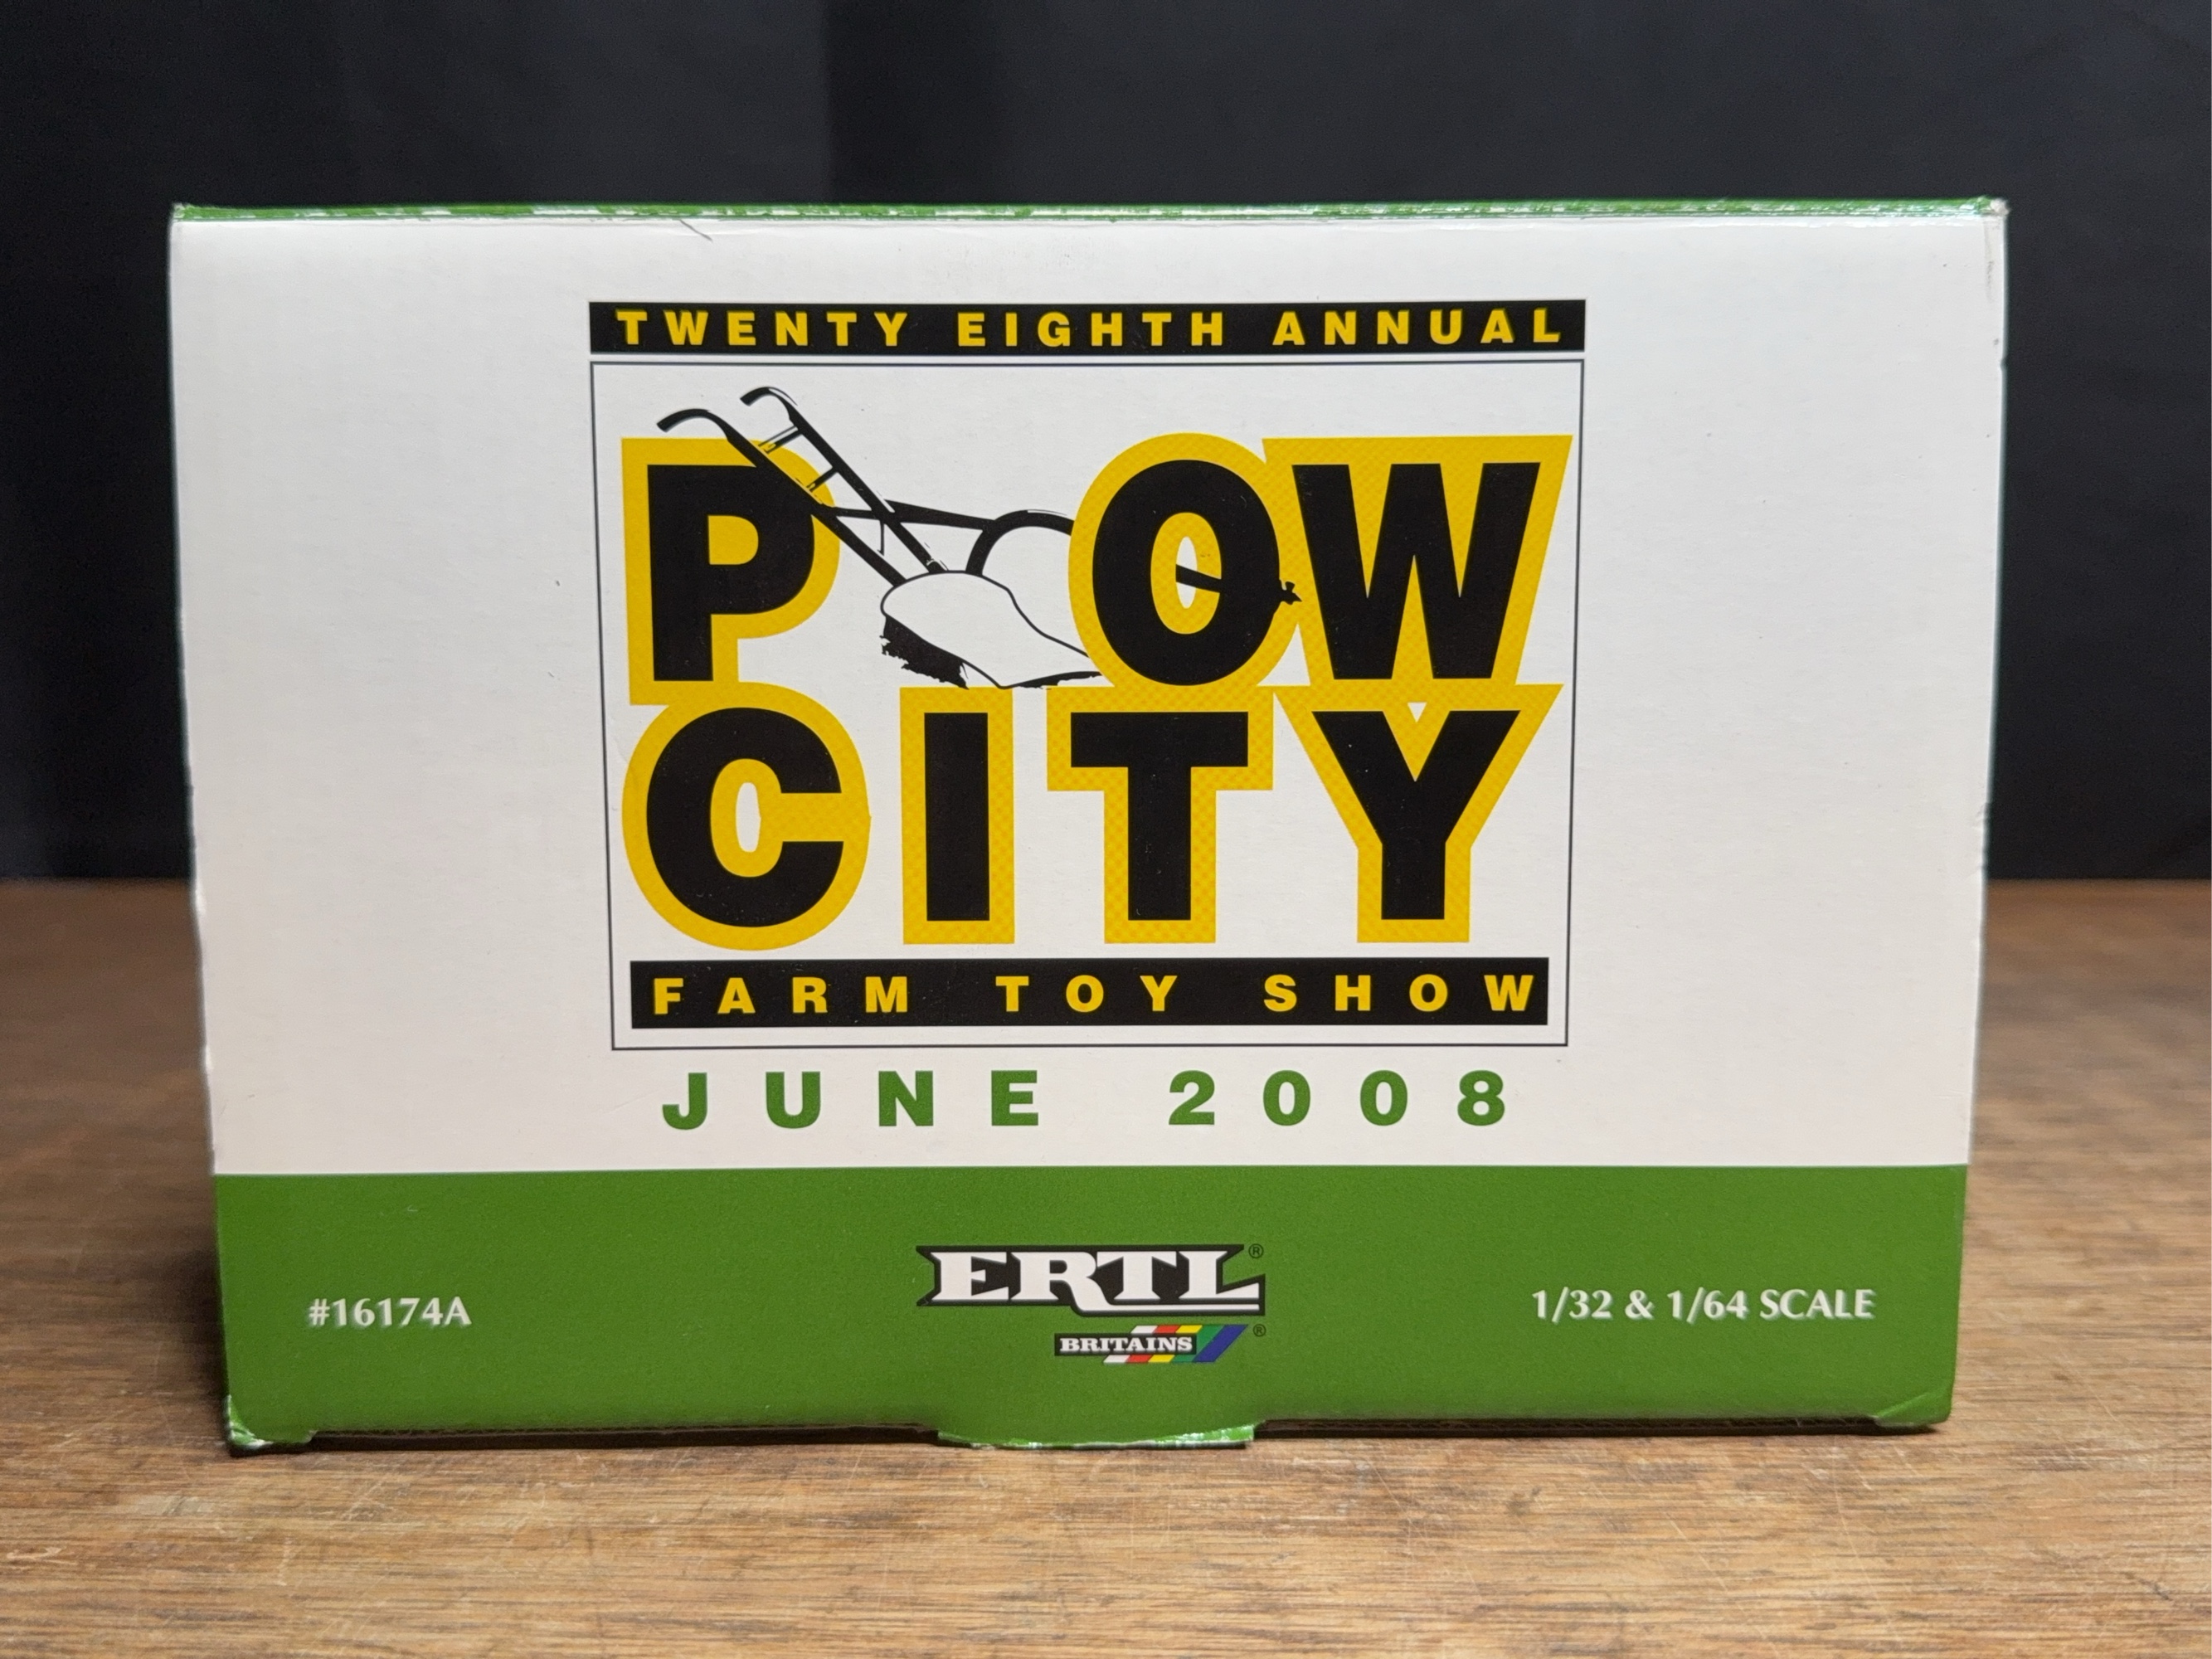 TWENTY EIGHTH ANNUAL
P OW
CITY
FARM TOY SHOW
JUNE 2008
ERTL®
BRITAINS®
#16174A
1/32 & 1/64 SCALE